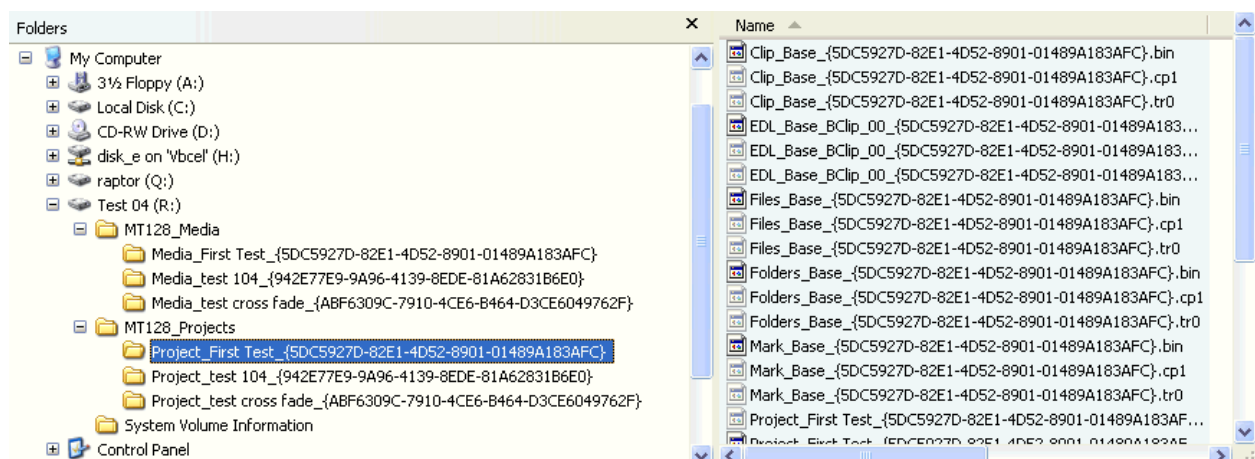 Folders
My Computer
3½ Floppy (A:)
Local Disk (C:)
CD-RW Drive (D:)
disk_e on 'Vbcel' (H:)
raptor (Q:)
Test 04 (R:)
MT128_Media
Media_First Test_{5DC5927D-82E1-4D52-8901-01489A183AFC}
Media_test 104_{942E77E9-9A96-4139-8EDE-81A62831B6E0}
Media_test cross fade_{ABF6309C-7910-4CE6-B464-D3CE6049762F}
MT128_Projects
Project_First Test_{5DC5927D-82E1-4D52-8901-01489A183AFC}
Project_test 104_{942E77E9-9A96-4139-8EDE-81A62831B6E0}
Project_test cross fade_{ABF6309C-7910-4CE6-B464-D3CE6049762F}
System Volume Information
Control Panel
Name
Clip_Base_{5DC5927D-82E1-4D52-8901-01489A183AFC}.bin
Clip_Base_{5DC5927D-82E1-4D52-8901-01489A183AFC}.cp1
Clip_Base_{5DC5927D-82E1-4D52-8901-01489A183AFC}.tr0
EDL_Base_BClip_00_{5DC5927D-82E1-4D52-8901-01489A183...
EDL_Base_BClip_00_{5DC5927D-82E1-4D52-8901-01489A183...
EDL_Base_BClip_00_{5DC5927D-82E1-4D52-8901-01489A183...
Files_Base_{5DC5927D-82E1-4D52-8901-01489A183AFC}.bin
Files_Base_{5DC5927D-82E1-4D52-8901-01489A183AFC}.cp1
Files_Base_{5DC5927D-82E1-4D52-8901-01489A183AFC}.tr0
Folders_Base_{5DC5927D-82E1-4D52-8901-01489A183AFC}.bin
Folders_Base_{5DC5927D-82E1-4D52-8901-01489A183AFC}.cp1
Folders_Base_{5DC5927D-82E1-4D52-8901-01489A183AFC}.tr0
Mark_Base_{5DC5927D-82E1-4D52-8901-01489A183AFC}.bin
Mark_Base_{5DC5927D-82E1-4D52-8901-01489A183AFC}.cp1
Mark_Base_{5DC5927D-82E1-4D52-8901-01489A183AFC}.tr0
Project_First Test_{5DC5927D-82E1-4D52-8901-01489A183AF...